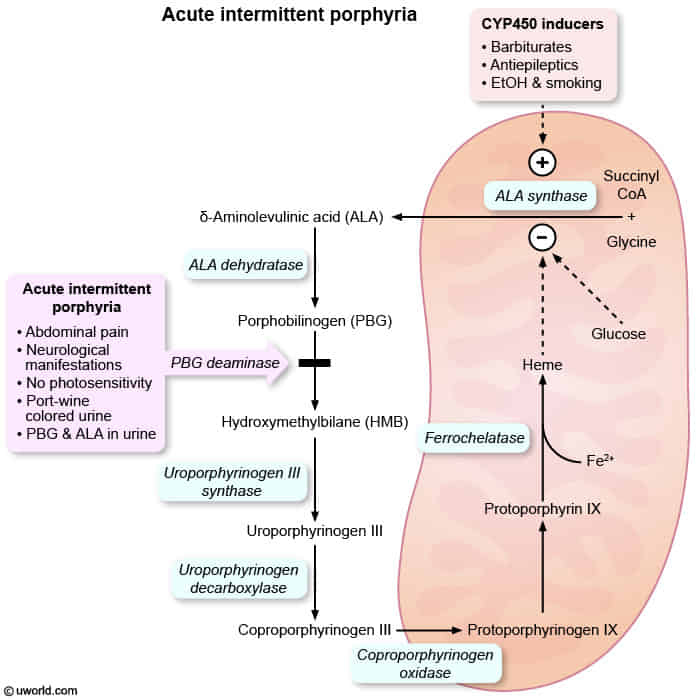 Acute intermittent porphyria
CYP450 inducers
• Barbiturates
• Antiepileptics
• EtOH & smoking
+
Succinyl
CoA
ALA synthase
δ-Aminolevulinic acid (ALA)
+
−
Glycine
ALA dehydratase
Acute intermittent
porphyria
• Abdominal pain
• Neurological
manifestations
• No photosensitivity
• Port-wine
colored urine
• PBG & ALA in urine
Porphobilinogen (PBG)
Glucose
PBG deaminase
Heme
Hydroxymethylbilane (HMB)
Ferrochelatase
Fe²⁺
Uroporphyrinogen III
synthase
Protoporphyrin IX
Uroporphyrinogen III
Uroporphyrinogen
decarboxylase
Coproporphyrinogen III
Protoporphyrinogen IX
Coproporphyrinogen
oxidase
© uworld.com